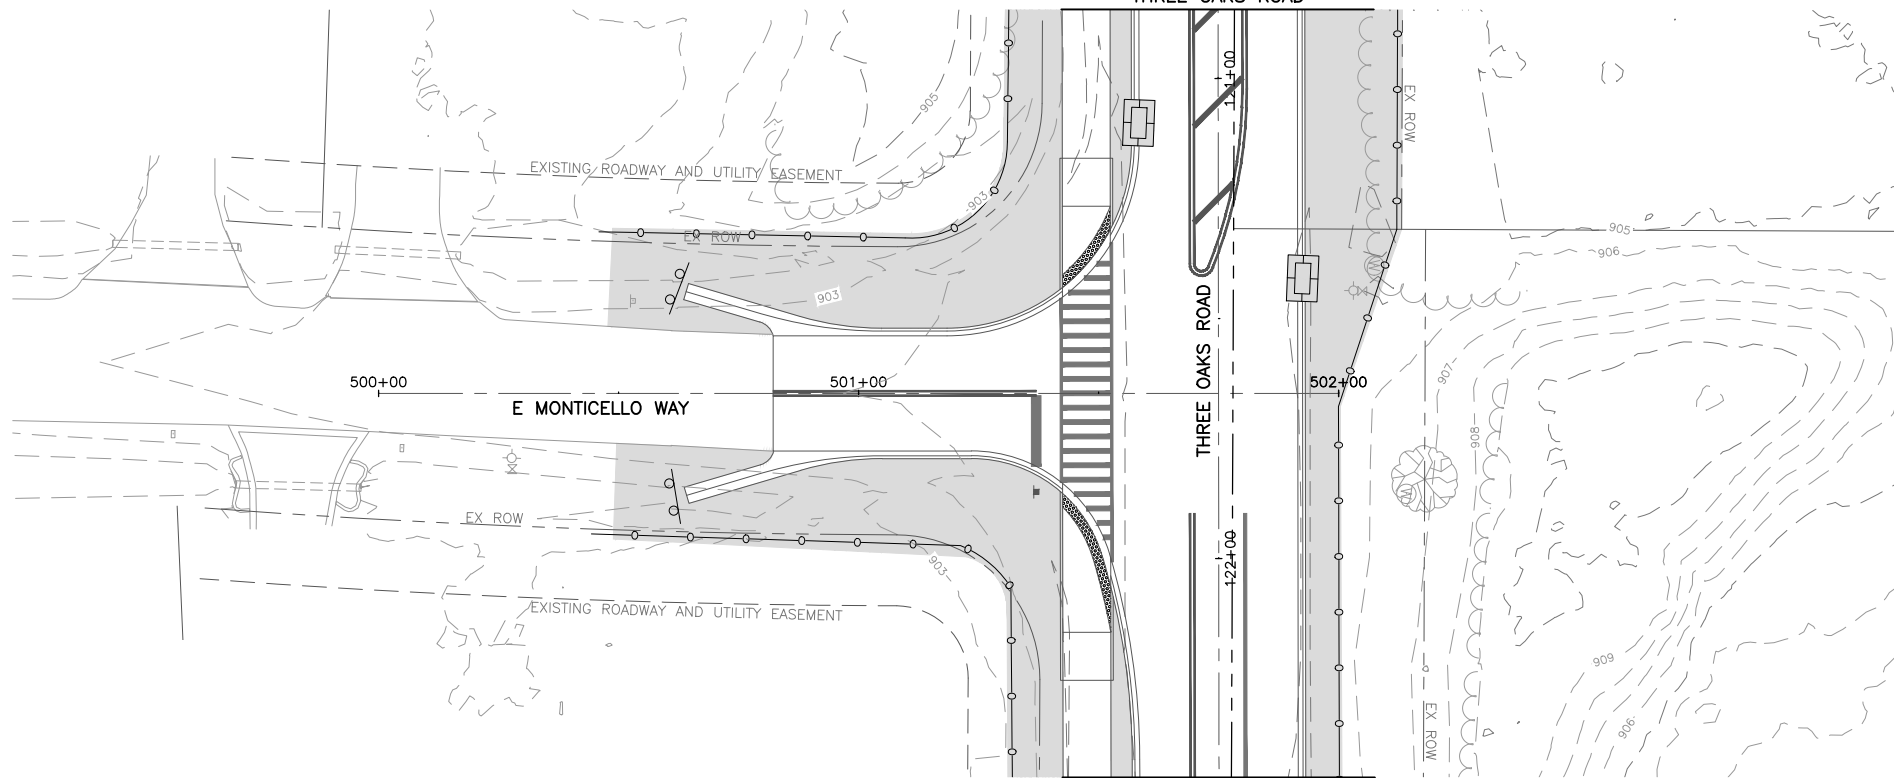 THREE OAKS ROAD
121+00
EX ROW
905
EXISTING ROADWAY AND UTILITY EASEMENT
903
EX ROW
905
906
903
THREE OAKS ROAD
500+00
501+00
502+00
E MONTICELLO WAY
907
908
EX ROW
122+00
903
EXISTING ROADWAY AND UTILITY EASEMENT
909
906
EX ROW